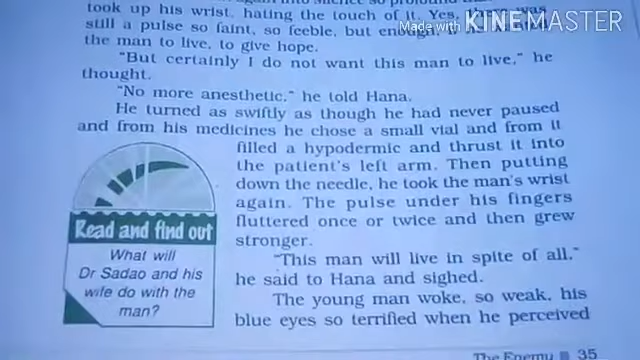 took up his wrist, hating the touch of it. Yes, there was
still a pulse so faint, so feeble, but enough,
the man to live, to give hope.
"But certainly I do not want this man to live," he
thought.
"No more anesthetic," he told Hana.
He turned as swiftly as though he had never paused
and from his medicines he chose a small vial and from it
filled a hypodermic and thrust it into
the patient's left arm. Then putting
down the needle, he took the man's wrist
again. The pulse under his fingers
fluttered once or twice and then grew
stronger.
"This man will live in spite of all,"
he said to Hana and sighed.
The young man woke, so weak, his
blue eyes so terrified when he perceived
Read and find out
What will
Dr Sadao and his
wife do with the
man?
The Enemy 35
Made with KINEMASTER